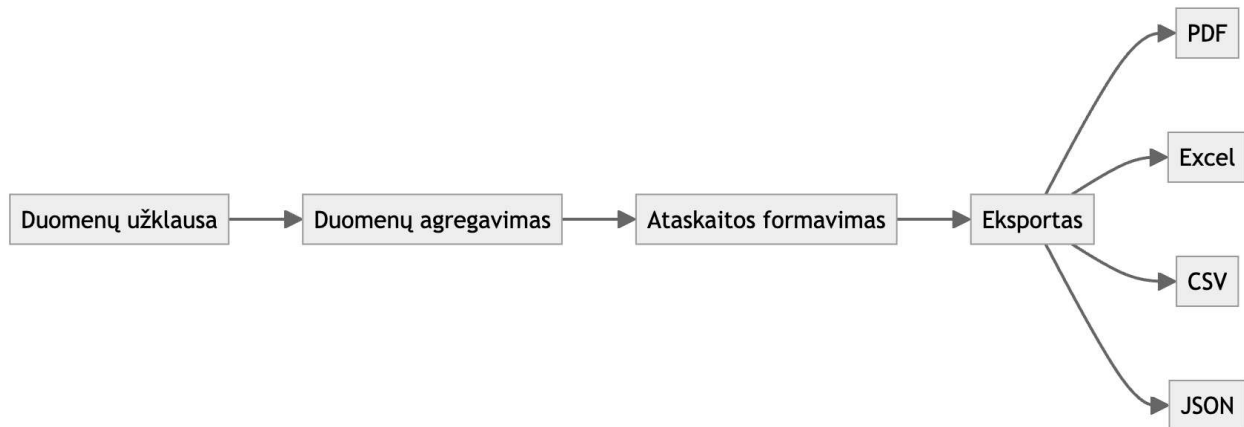 Duomenų užklausa
Duomenų agregavimas
Ataskaitos formavimas
Eksportas
PDF
Excel
CSV
JSON